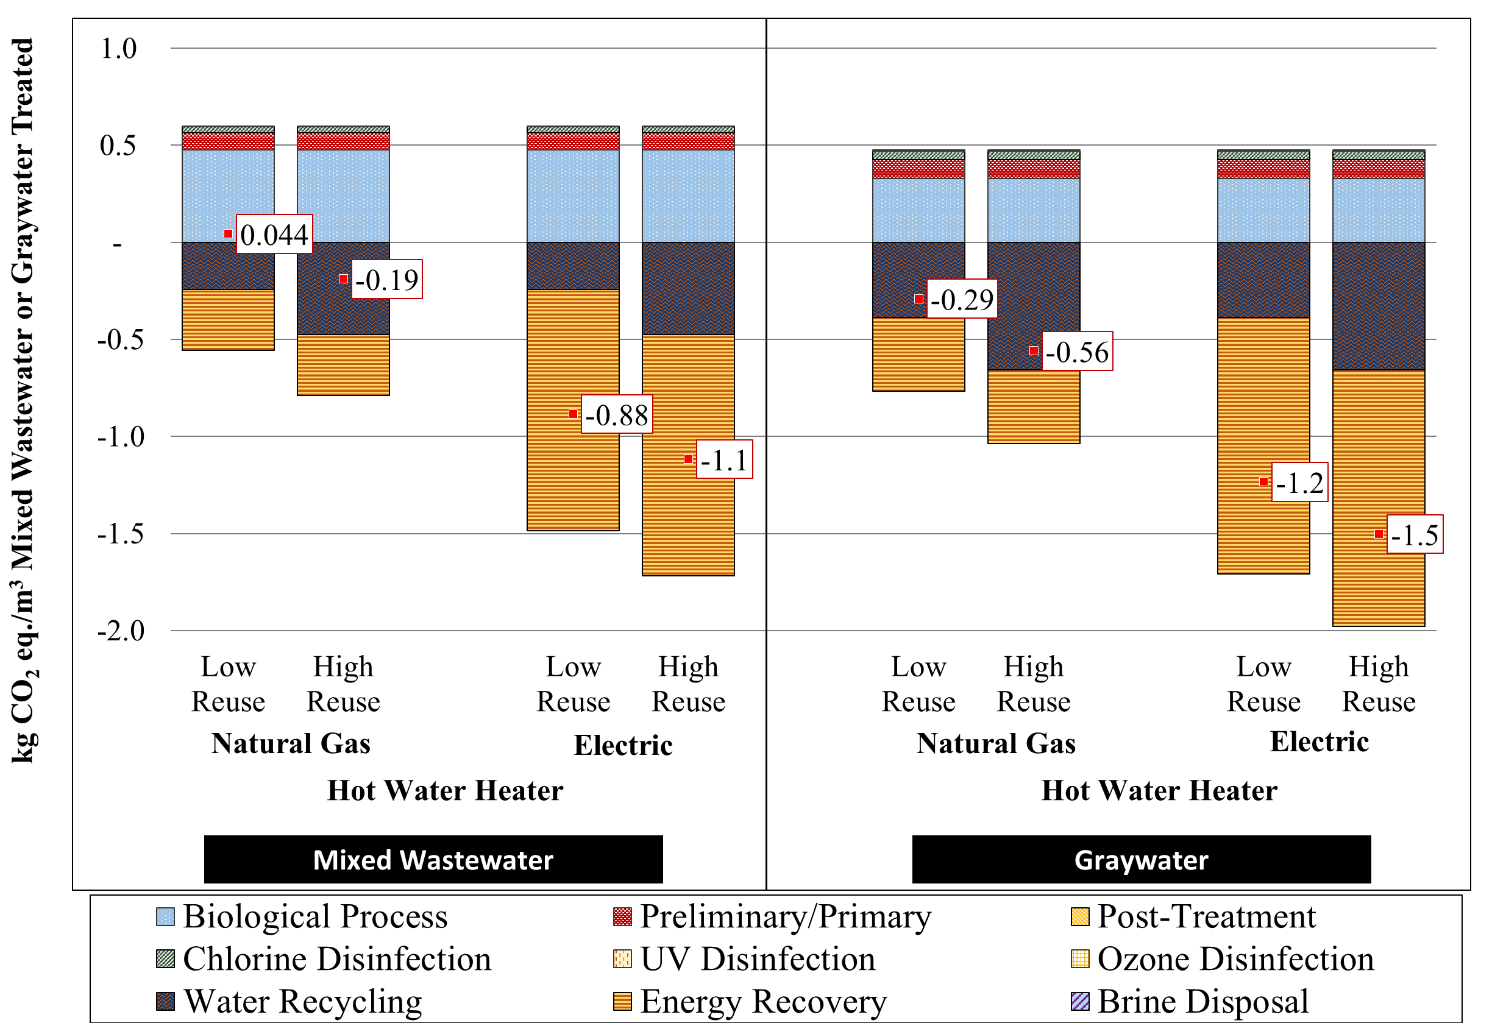 kg CO2 eq./m³ Mixed Wastewater or Graywater Treated
1.0
0.5
-
-0.5
-1.0
-1.5
-2.0
0.044
-0.19
-0.88
-1.1
-0.29
-0.56
-1.2
-1.5
Low Reuse
High Reuse
Low Reuse
High Reuse
Low Reuse
High Reuse
Low Reuse
High Reuse
Natural Gas
Electric
Natural Gas
Electric
Hot Water Heater
Hot Water Heater
Mixed Wastewater
Graywater
Biological Process
Preliminary/Primary
Post-Treatment
Chlorine Disinfection
UV Disinfection
Ozone Disinfection
Water Recycling
Energy Recovery
Brine Disposal